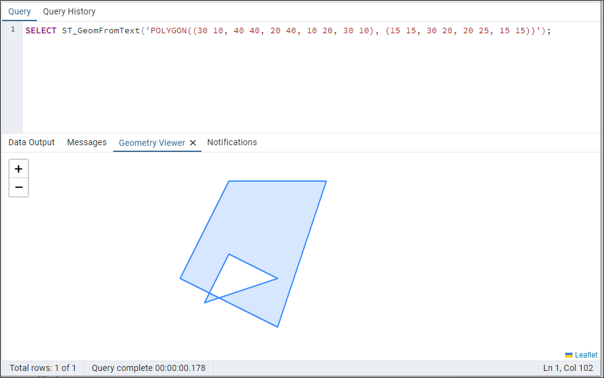 Query Query History
1 SELECT ST_GeomFromText('POLYGON((30 10, 40 40, 20 40, 10 20, 30 10), (15 15, 30 20, 20 25, 15 15))');
Data Output Messages Geometry Viewer Notifications
+
−
Leaflet
Total rows: 1 of 1 Query complete 00:00:00.178 Ln 1, Col 102